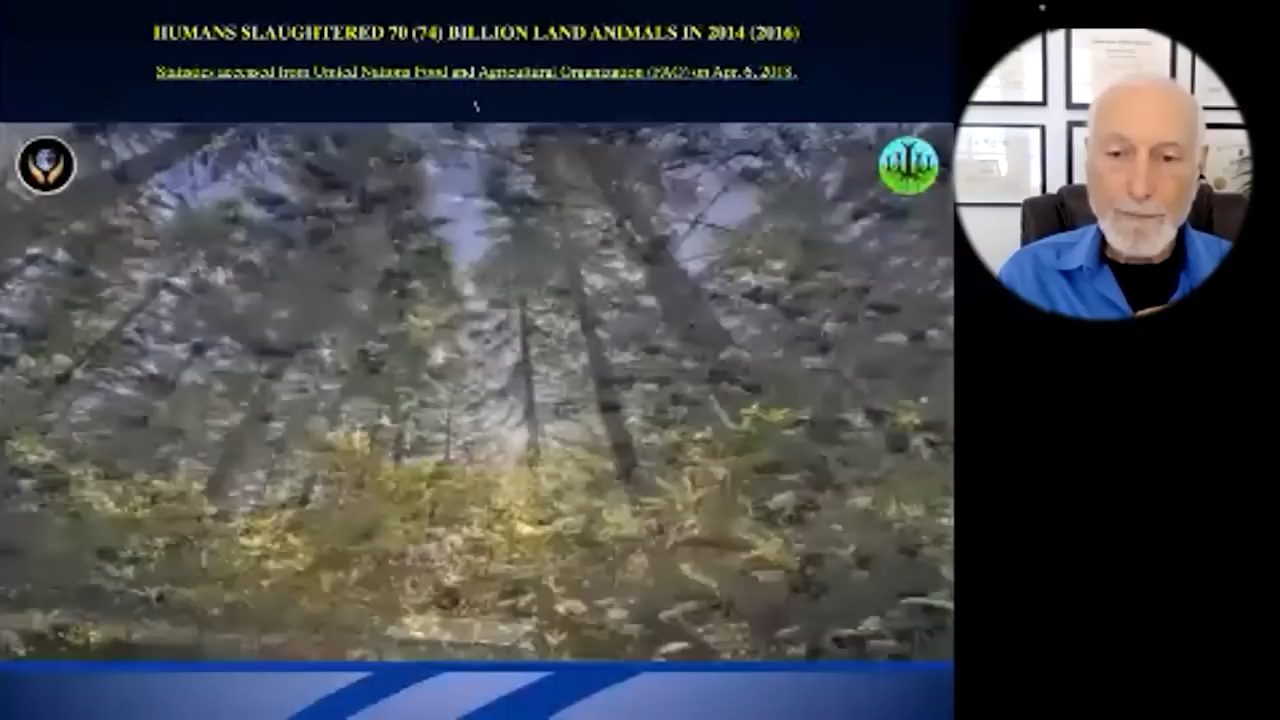 HUMANS SLAUGHTERED 70 (74) BILLION LAND ANIMALS IN 2014 (2016)
Statistics accessed from United Nations Food and Agricultural Organization (FAO) on Apr. 6, 2018.